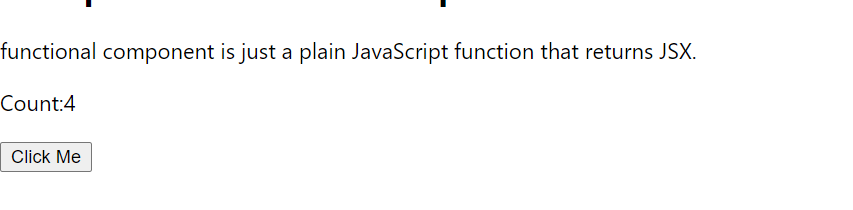 functional component is just a plain JavaScript function that returns JSX.
Count:4
Click Me